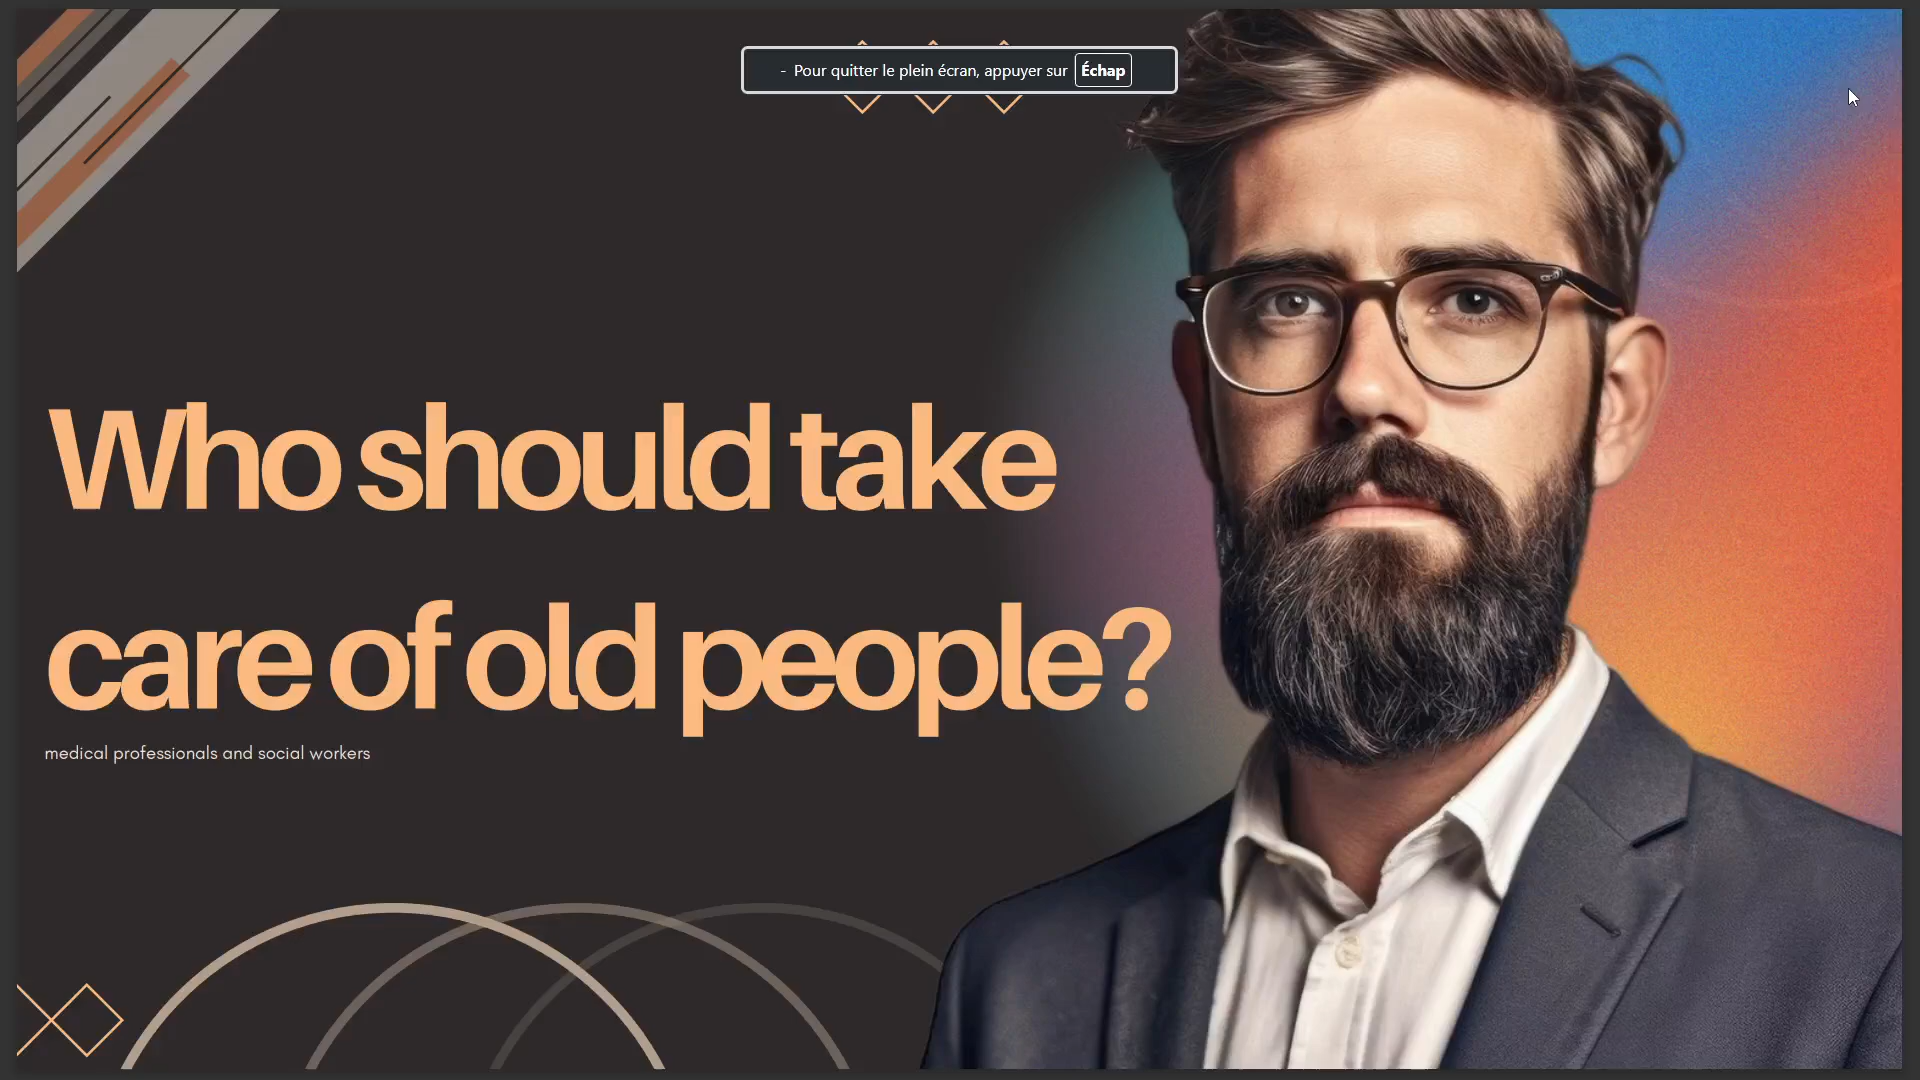 - Pour quitter le plein écran, appuyer sur Échap
Who should take
care of old people?
medical professionals and social workers